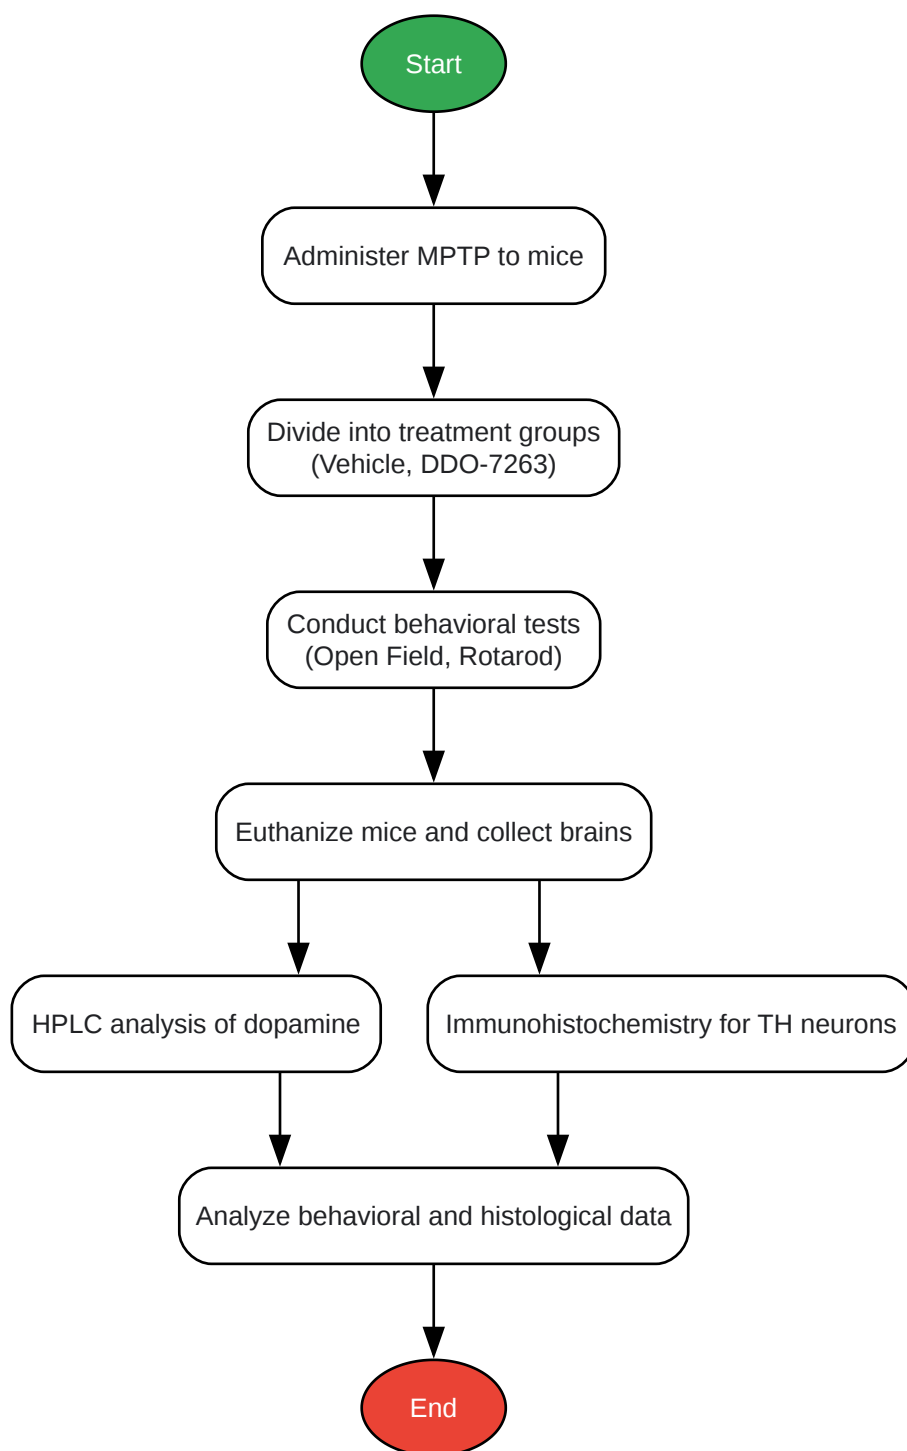 Start
Administer MPTP to mice
Divide into treatment groups
(Vehicle, DDO-7263)
Conduct behavioral tests
(Open Field, Rotarod)
Euthanize mice and collect brains
HPLC analysis of dopamine
Immunohistochemistry for TH neurons
Analyze behavioral and histological data
End